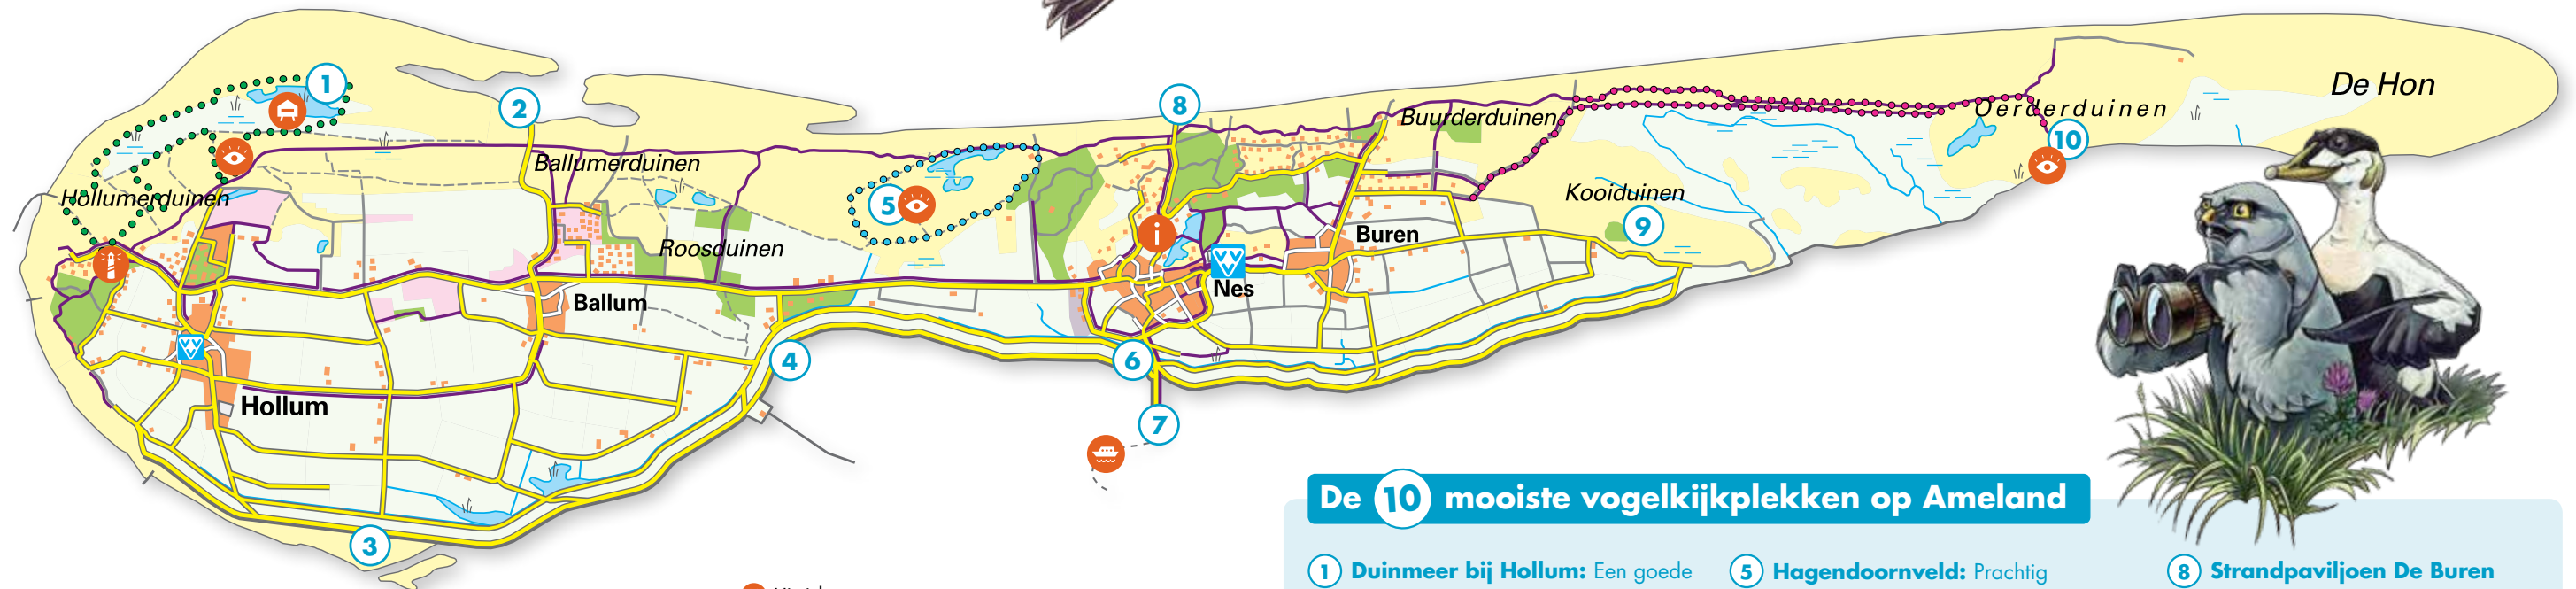 1
2
8
De Hon
Oerderduinen
Buurderduinen
10
Ballumerduinen
Hollumerduinen
5
Kooiduinen
9
i
Buren
Roosduinen
Nes
Ballum
4
6
Hollum
7
3
De 10 mooiste vogelkijkplekken op Ameland
1 Duinmeer bij Hollum: Een goede
5 Hagendoornveld: Prachtig
8 Strandpaviljoen De Buren